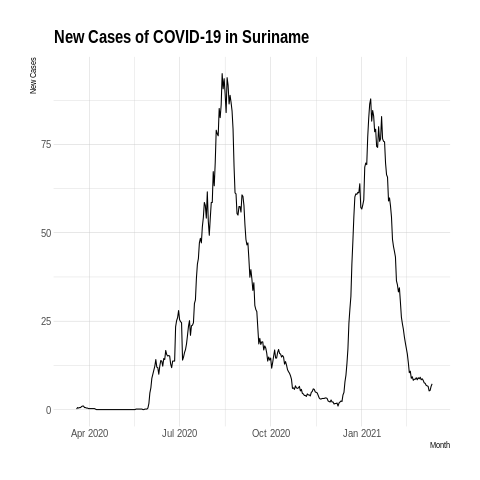 New Cases of COVID-19 in Suriname
New Cases
75
50
25
0
Apr 2020
Jul 2020
Oct 2020
Jan 2021
Month